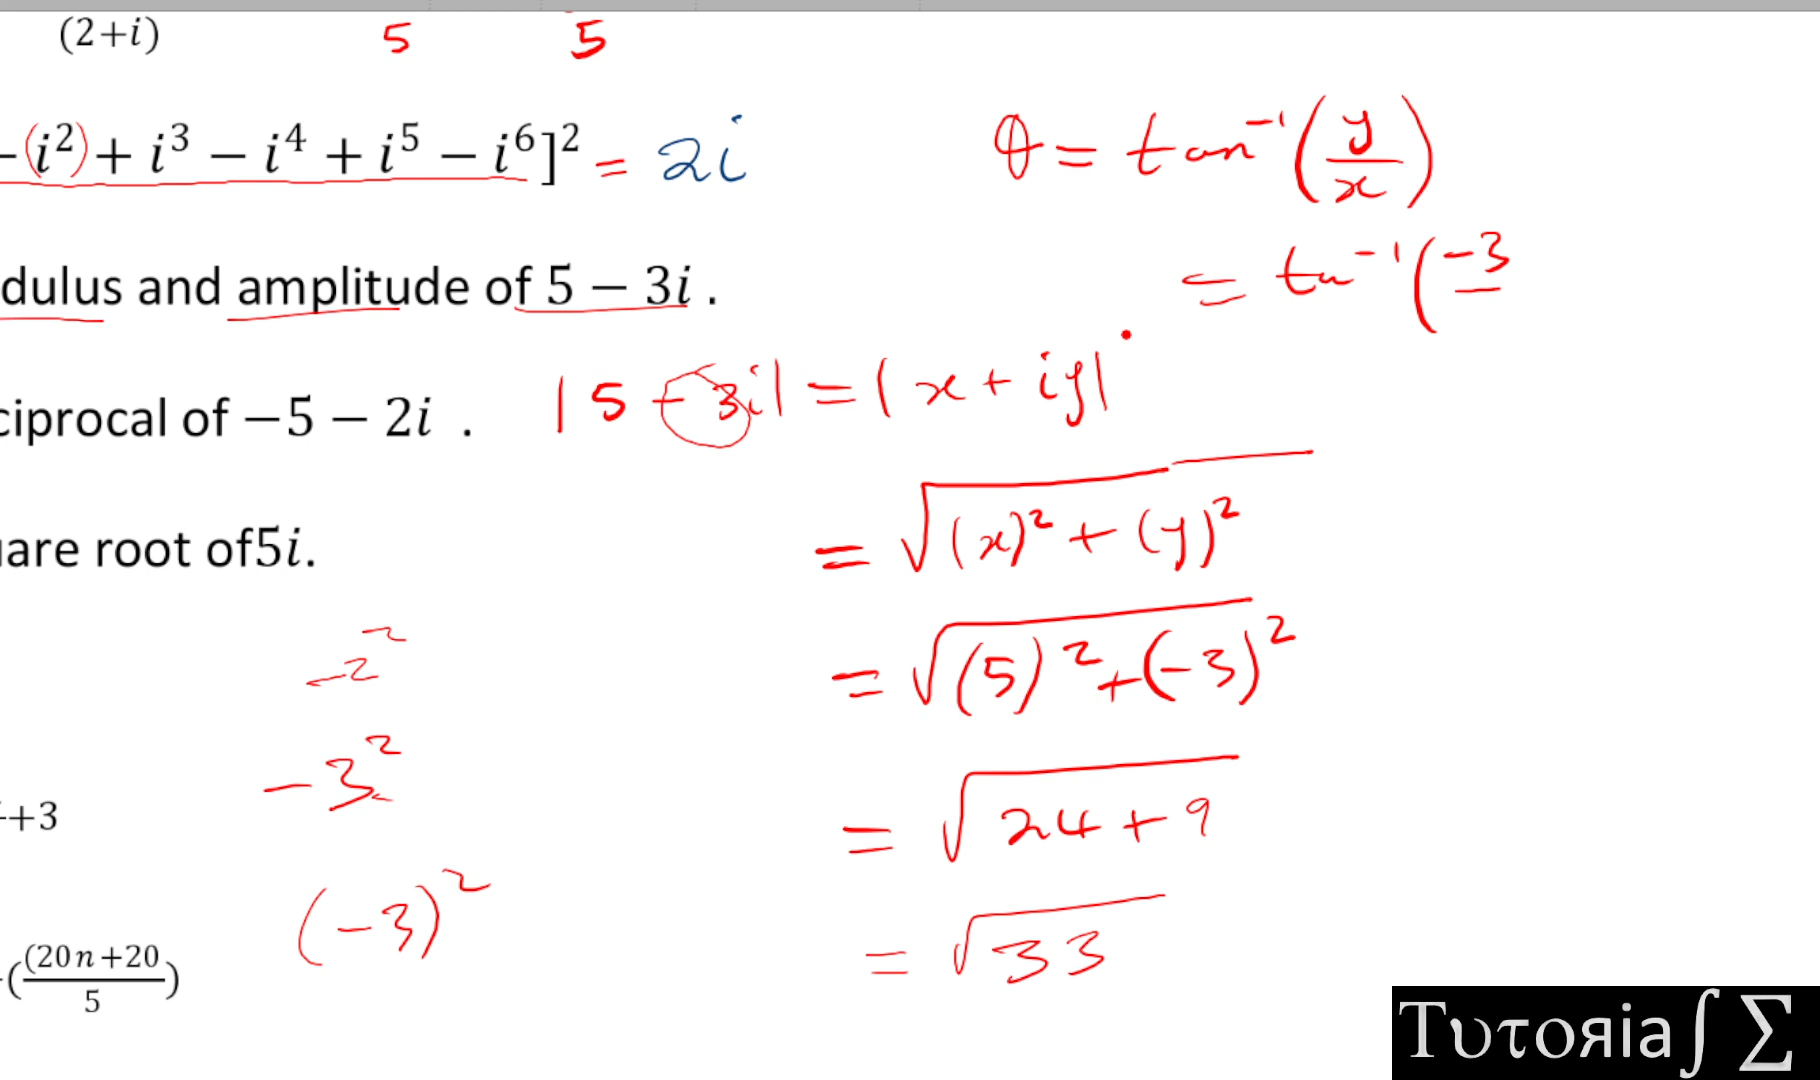 (2+i) 5 5
−(i²) + i³ − i⁴ + i⁵ − i⁶]² = 2i
θ = tan⁻¹(y/x)
= tan⁻¹(−3
dulus and amplitude of 5 − 3i .
|5 − 3i| = |x + iy|
ciprocal of −5 − 2i .
= √(x)² + (y)²
are root of5i.
= √(5)² + (−3)²
−2²
−3²
= √24 + 9
+3
(−3)²
= √33
(20n+20/5)
Tυτοяia∫ Σ